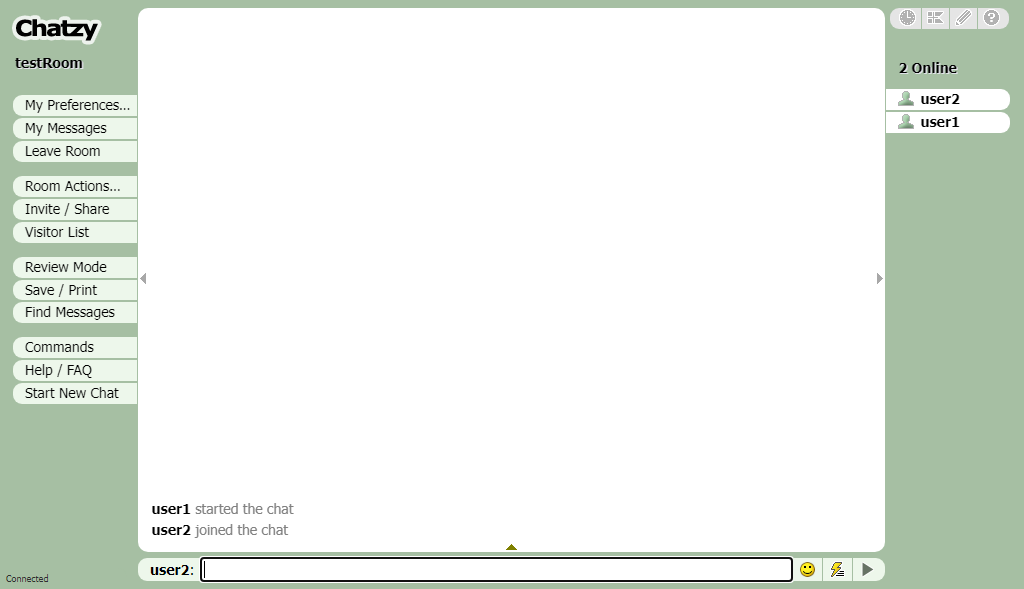 Chatzy
testRoom
My Preferences...
My Messages
Leave Room
Room Actions...
Invite / Share
Visitor List
Review Mode
Save / Print
Find Messages
Commands
Help / FAQ
Start New Chat
Connected
user1 started the chat
user2 joined the chat
user2:
2 Online
user2
user1